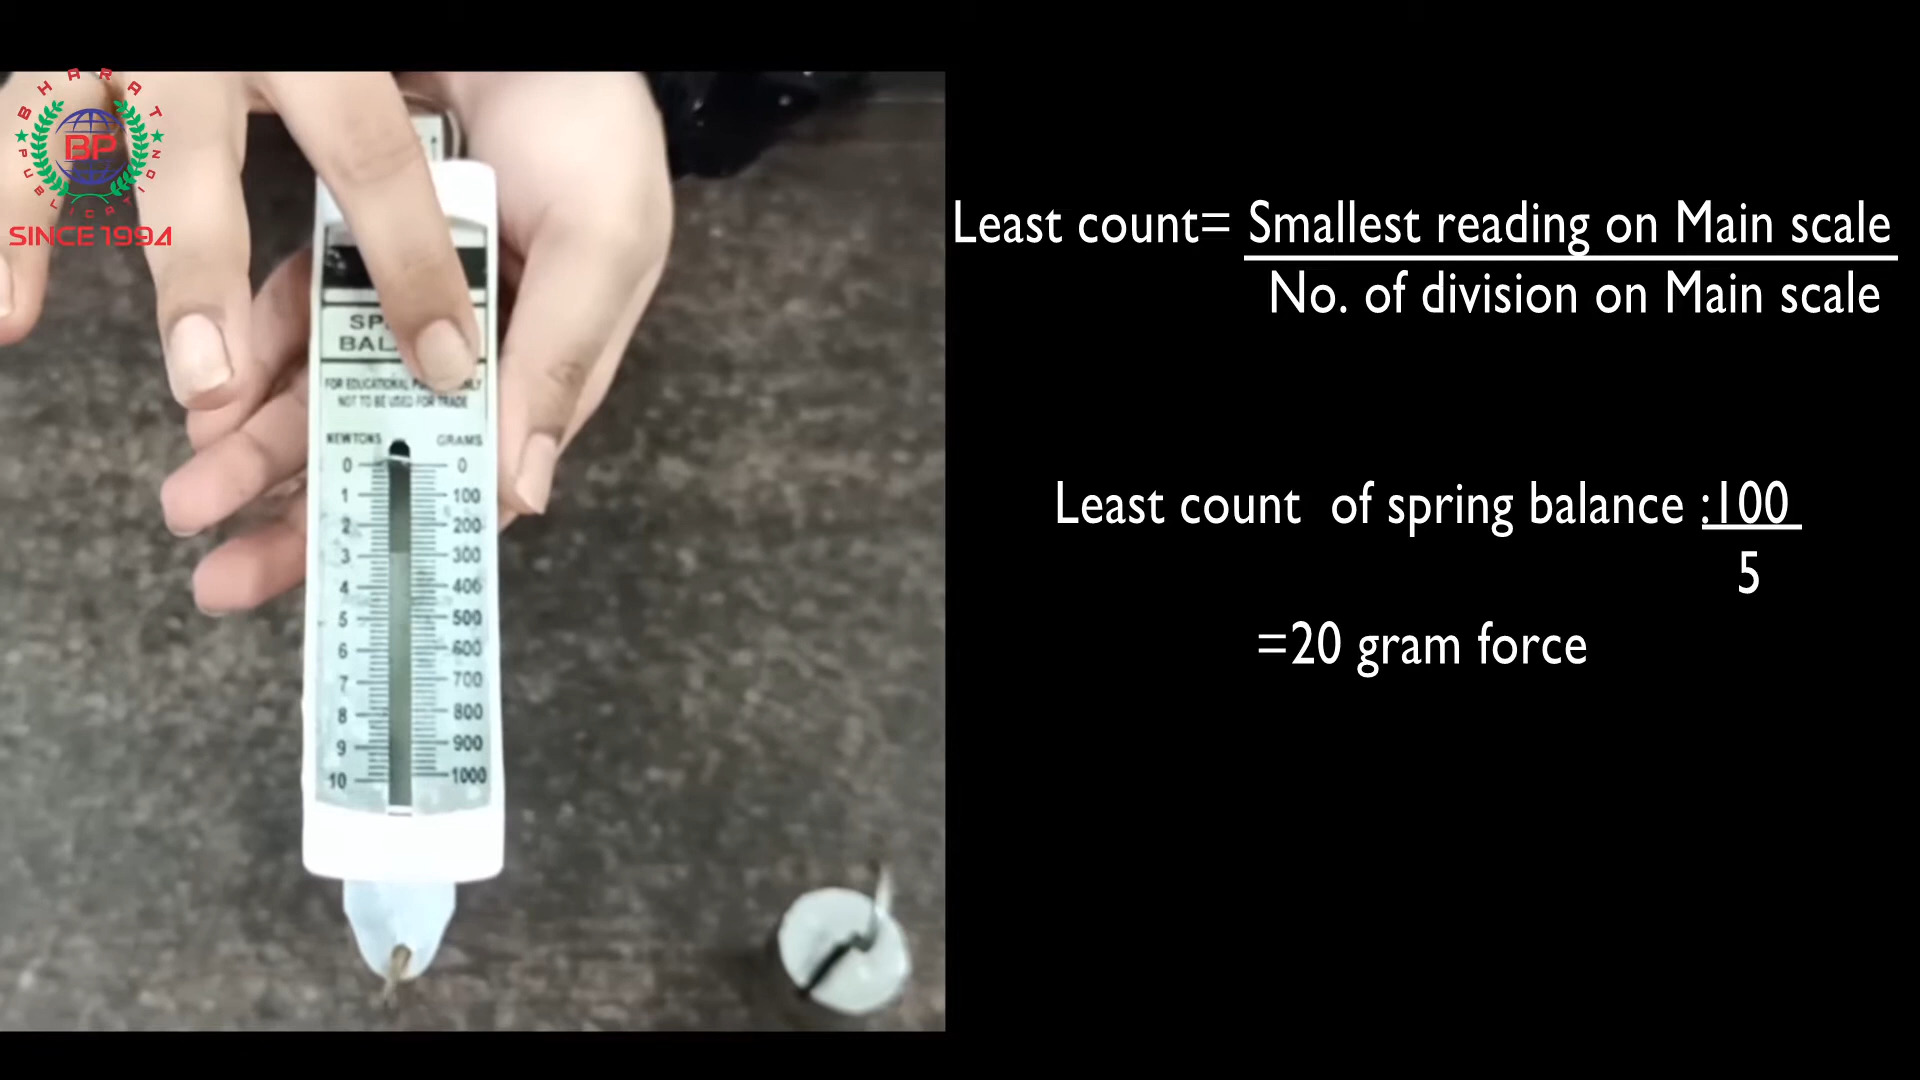 BHARAT
BP
PUBLICATION
SINCE 1994
FOR EDUCATIONAL
NOT TO BE USED FOR TRADE
NEWTONS GRAMS
0 0
1 100
2 200
3 300
4 400
5 500
6 600
7 700
8 800
9 900
10 1000
Least count= Smallest reading on Main scale
No. of division on Main scale
Least count of spring balance :100
5
=20 gram force